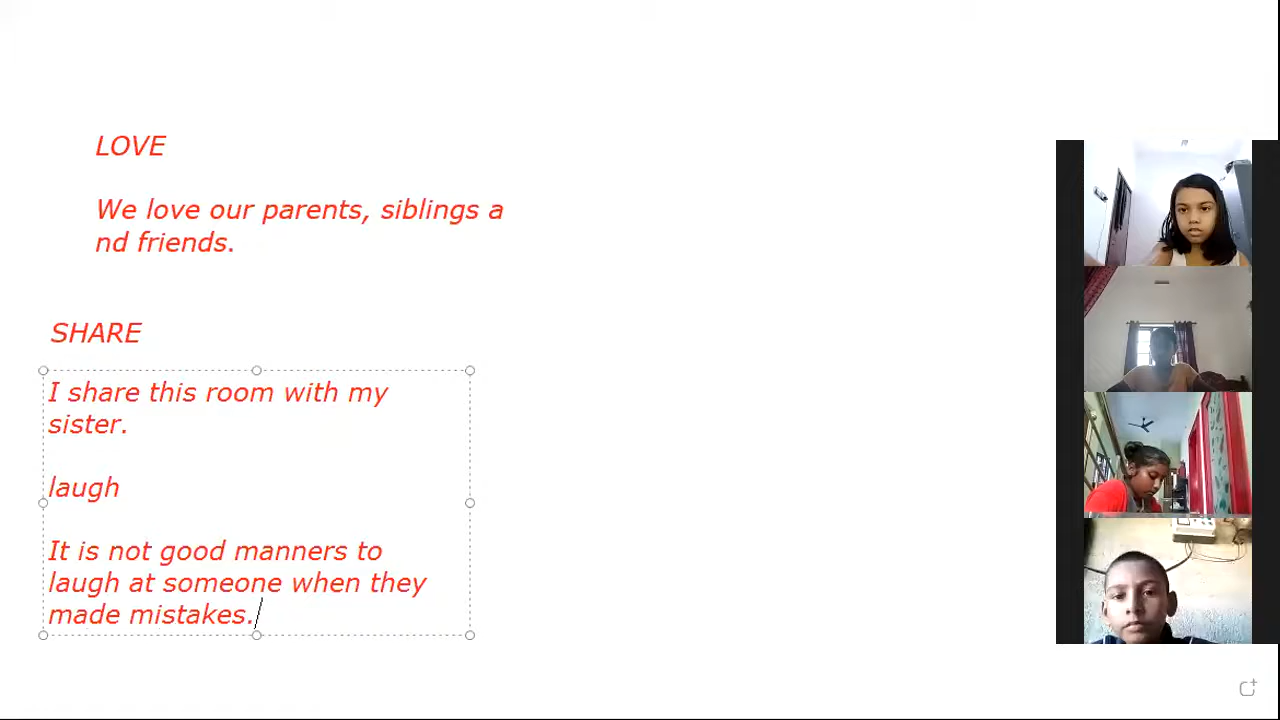 LOVE
We love our parents, siblings a
nd friends.
SHARE
I share this room with my
sister.
laugh
It is not good manners to
laugh at someone when they
made mistakes.